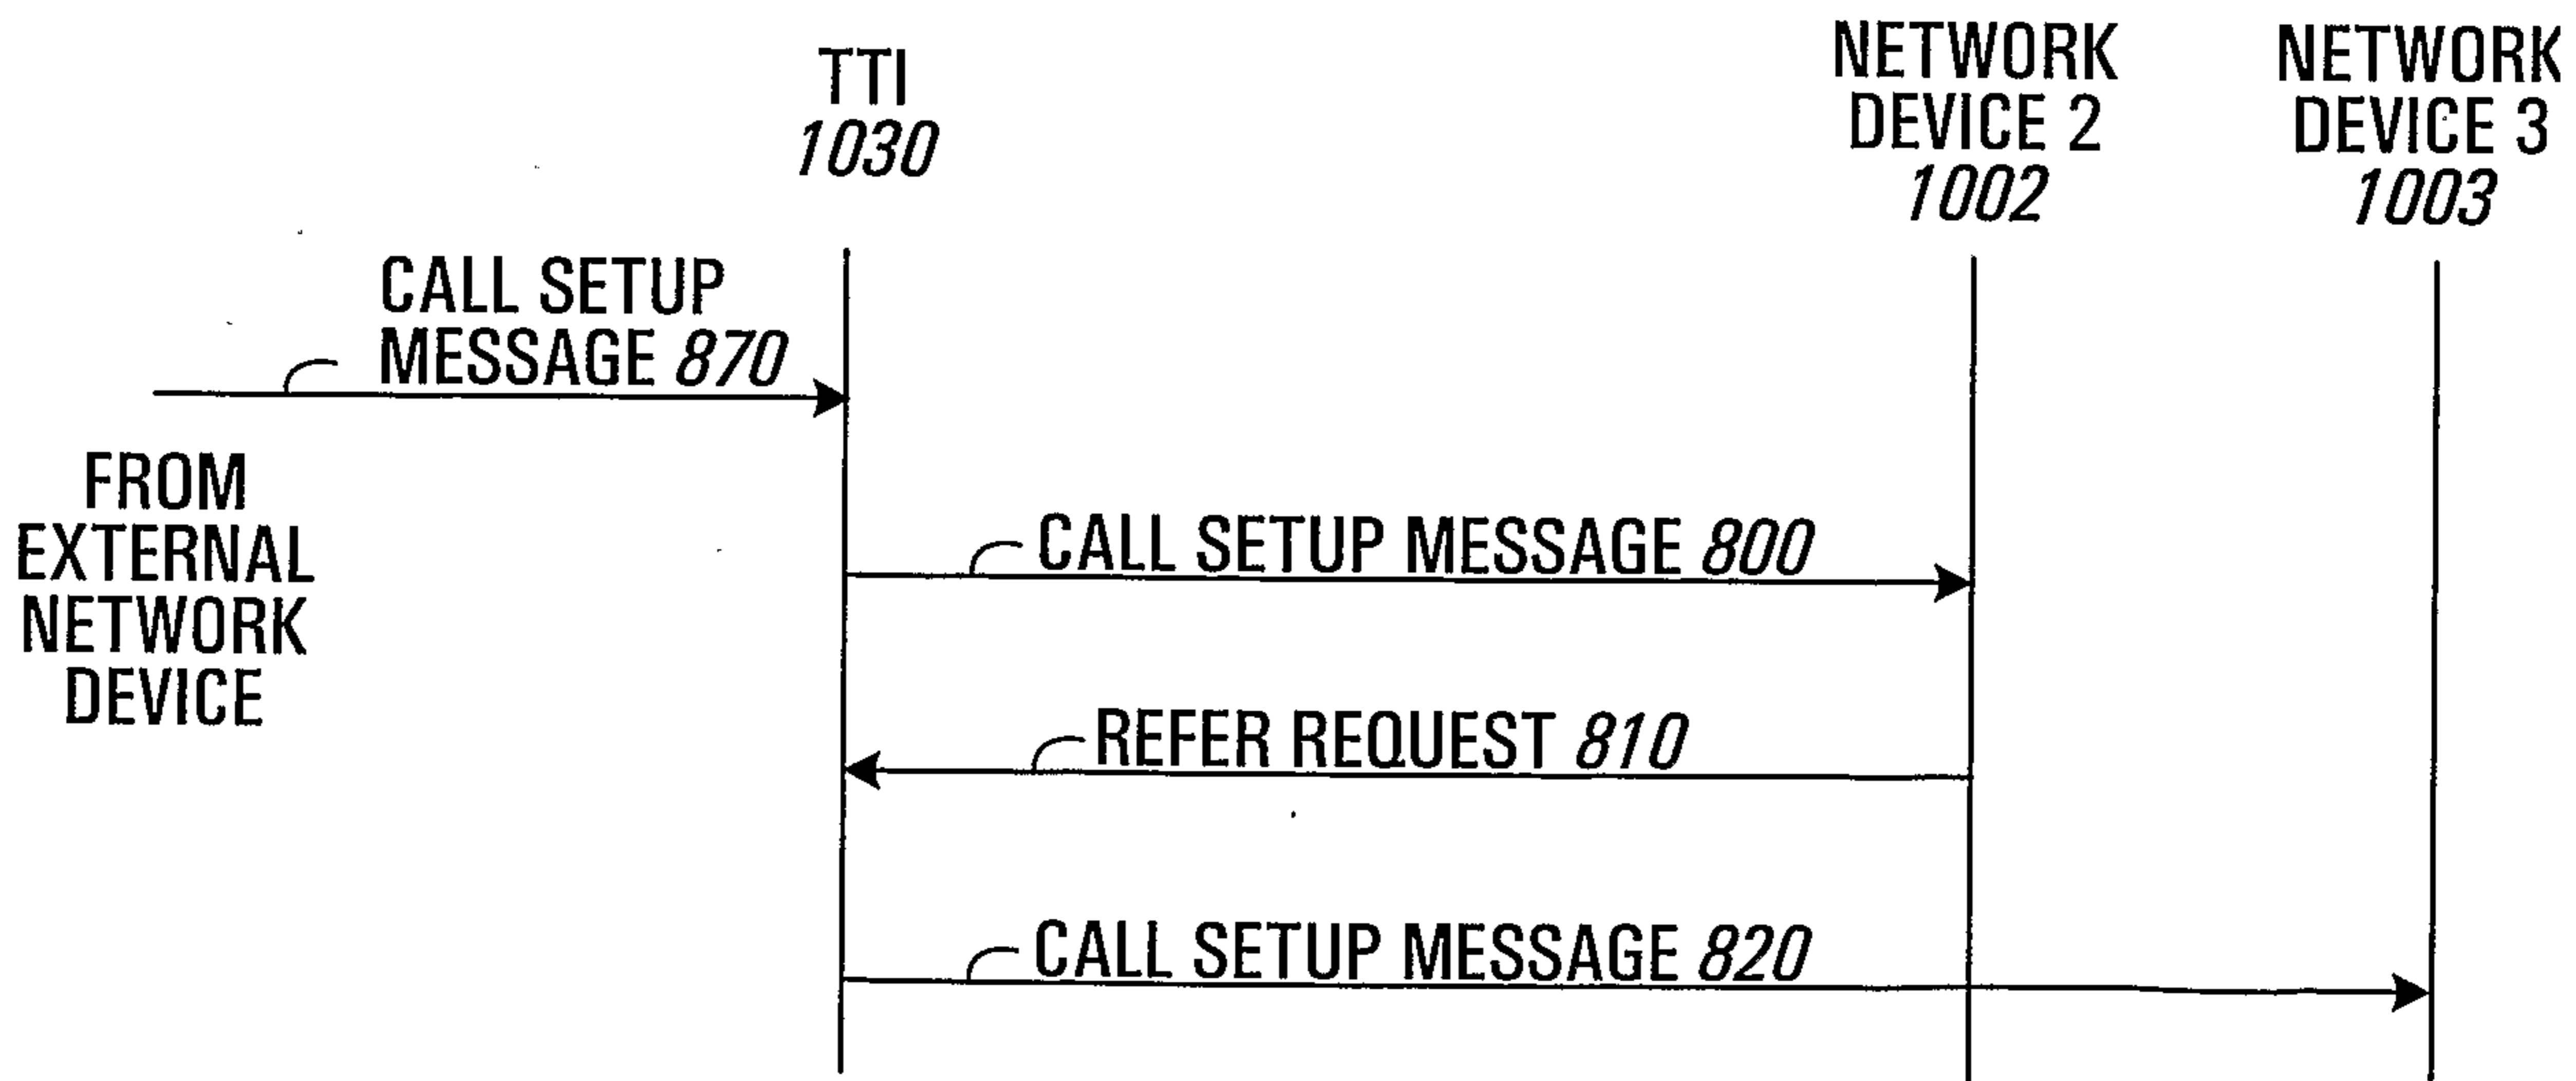 TTI
1030
NETWORK
DEVICE 2
1002
NETWORK
DEVICE 3
1003
CALL SETUP
MESSAGE 870
FROM
EXTERNAL
NETWORK
DEVICE
CALL SETUP MESSAGE 800
REFER REQUEST 810
CALL SETUP MESSAGE 820